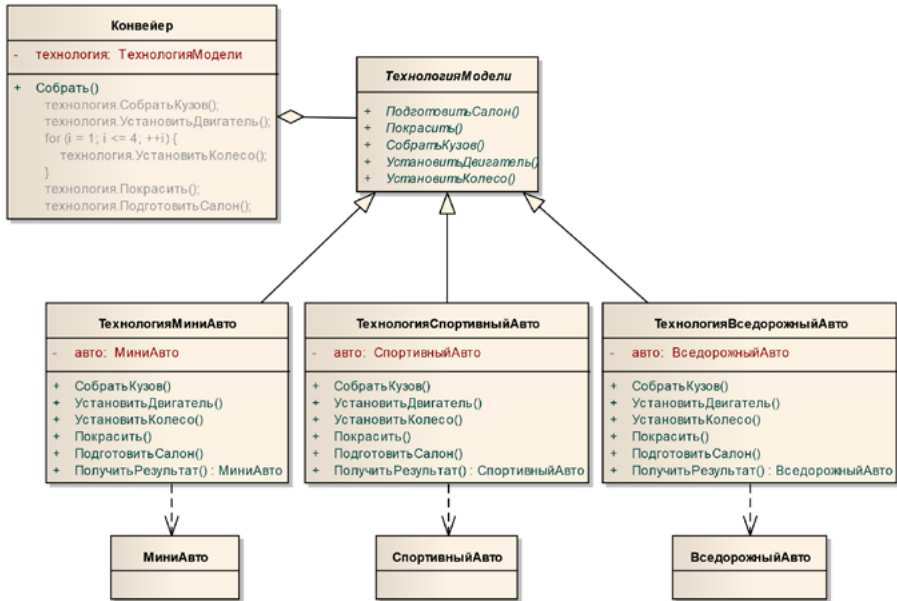 Конвейер
- технология: ТехнологияМодели
+ Собрать()
технология.СобратьКузов();
технология.УстановитьДвигатель();
for (i = 1; i <= 4; ++i) {
технология.УстановитьКолесо();
}
технология.Покрасить();
технология.ПодготовитьСалон();
ТехнологияМодели
+ ПодготовитьСалон()
+ Покрасить()
+ СобратьКузов()
+ УстановитьДвигатель()
+ УстановитьКолесо()
ТехнологияМиниАвто
- авто: МиниАвто
+ СобратьКузов()
+ УстановитьДвигатель()
+ УстановитьКолесо()
+ Покрасить()
+ ПодготовитьСалон()
+ ПолучитьРезультат() : МиниАвто
ТехнологияСпортивныйАвто
- авто: СпортивныйАвто
+ СобратьКузов()
+ УстановитьДвигатель()
+ УстановитьКолесо()
+ Покрасить()
+ ПодготовитьСалон()
+ ПолучитьРезультат() : СпортивныйАвто
ТехнологияВседорожныйАвто
- авто: ВседорожныйАвто
+ СобратьКузов()
+ УстановитьДвигатель()
+ УстановитьКолесо()
+ Покрасить()
+ ПодготовитьСалон()
+ ПолучитьРезультат() : ВседорожныйАвто
МиниАвто
СпортивныйАвто
ВседорожныйАвто